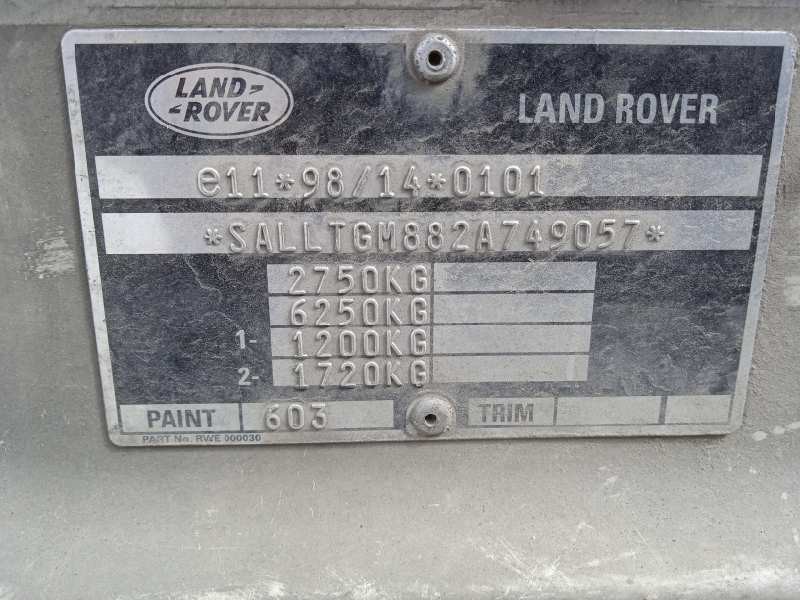 LAND-
-ROVER
LAND ROVER
e11*98/14*0101
*SALLTGM882A749057*
2750KG
6250KG
1- 1200KG
2- 1720KG
PAINT 603 TRIM
PART No. RWE 000030